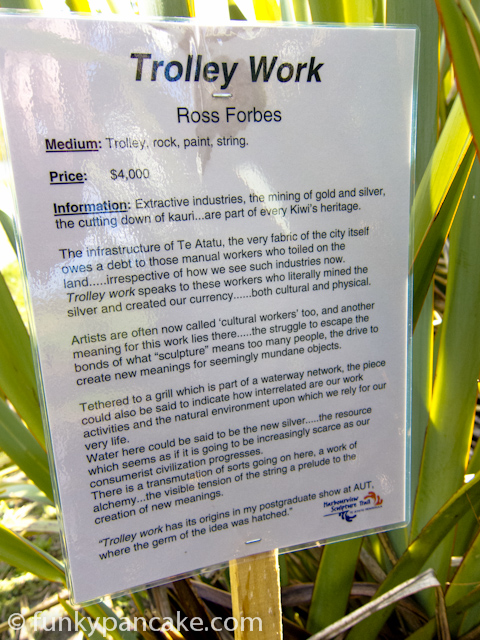 Trolley Work
Ross Forbes
Medium: Trolley, rock, paint, string.
Price: $4,000
Information: Extractive industries, the mining of gold and silver,
the cutting down of kauri...are part of every Kiwi's heritage.
The infrastructure of Te Atatu, the very fabric of the city itself
owes a debt to those manual workers who toiled on the
land.....irrespective of how we see such industries now.
Trolley work speaks to these workers who literally mined the
silver and created our currency......both cultural and physical.
Artists are often now called 'cultural workers' too, and another
meaning for this work lies there.....the struggle to escape the
bonds of what "sculpture" means too many people, the drive to
create new meanings for seemingly mundane objects.
Tethered to a grill which is part of a waterway network, the piece
could also be said to indicate how interrelated are our work
activities and the natural environment upon which we rely for our
very life.
Water here could be said to be the new silver.....the resource
which seems as if it is going to be increasingly scarce as our
consumerist civilization progresses.
There is a transmutation of sorts going on here, a work of
alchemy...the visible tension of the string a prelude to the
creation of new meanings.
"Trolley work has its origins in my postgraduate show at AUT,
where the germ of the idea was hatched."
Harbourview
Sculpture Trail
© funkypancake.com © funkypancake.com